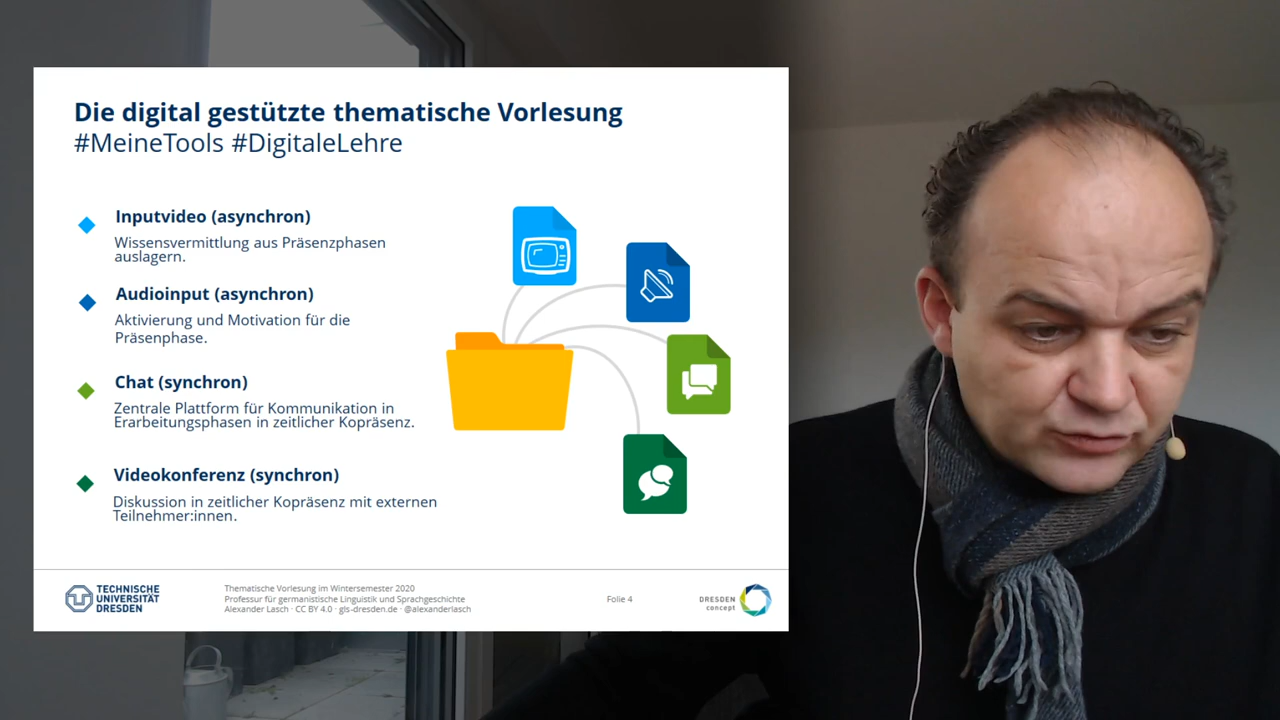 Die digital gestützte thematische Vorlesung
#MeineTools #DigitaleLehre
Inputvideo (asynchron)
Wissensvermittlung aus Präsenzphasen
auslagern.
Audioinput (asynchron)
Aktivierung und Motivation für die
Präsenphase.
Chat (synchron)
Zentrale Plattform für Kommunikation in
Erarbeitungsphasen in zeitlicher Kopräsenz.
Videokonferenz (synchron)
Diskussion in zeitlicher Kopräsenz mit externen
Teilnehmer:innen.
TECHNISCHE
UNIVERSITÄT
DRESDEN
Thematische Vorlesung im Wintersemester 2020
Professur für germanistische Linguistik und Sprachgeschichte
Alexander Lasch · CC BY 4.0 · gls-dresden.de · @alexanderlasch
Folie 4
DRESDEN
concept